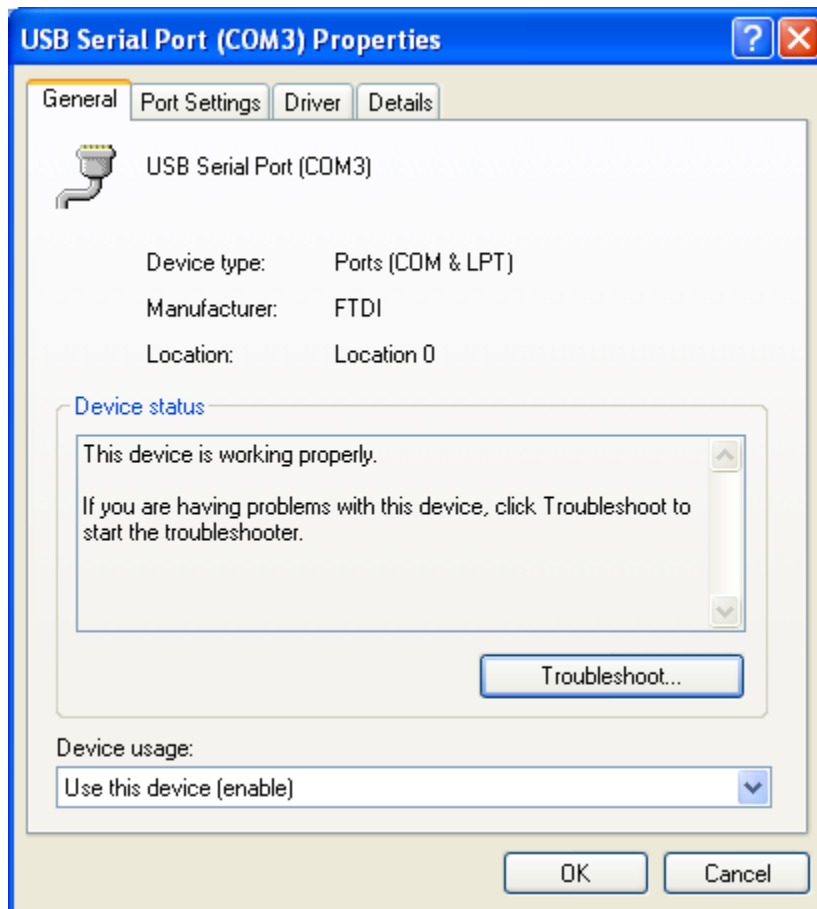 USB Serial Port (COM3) Properties
?
General Port Settings Driver Details
USB Serial Port (COM3)
Device type: Ports (COM & LPT)
Manufacturer: FTDI
Location: Location 0
Device status
This device is working properly.
If you are having problems with this device, click Troubleshoot to
start the troubleshooter.
Troubleshoot...
Device usage:
Use this device (enable)
OK Cancel